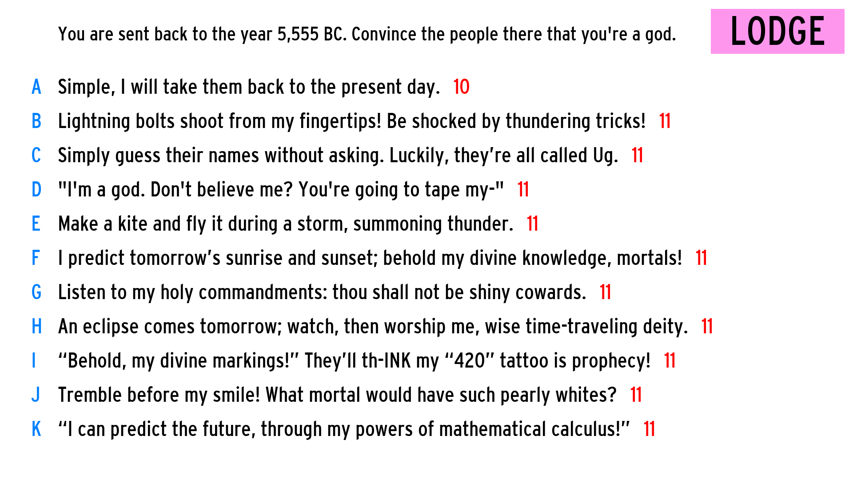 You are sent back to the year 5,555 BC. Convince the people there that you're a god.
LODGE
A Simple, I will take them back to the present day. 10
B Lightning bolts shoot from my fingertips! Be shocked by thundering tricks! 11
C Simply guess their names without asking. Luckily, they’re all called Ug. 11
D "I'm a god. Don't believe me? You're going to tape my-" 11
E Make a kite and fly it during a storm, summoning thunder. 11
F I predict tomorrow’s sunrise and sunset; behold my divine knowledge, mortals! 11
G Listen to my holy commandments: thou shall not be shiny cowards. 11
H An eclipse comes tomorrow; watch, then worship me, wise time-traveling deity. 11
I “Behold, my divine markings!” They’ll th-INK my “420” tattoo is prophecy! 11
J Tremble before my smile! What mortal would have such pearly whites? 11
K “I can predict the future, through my powers of mathematical calculus!” 11